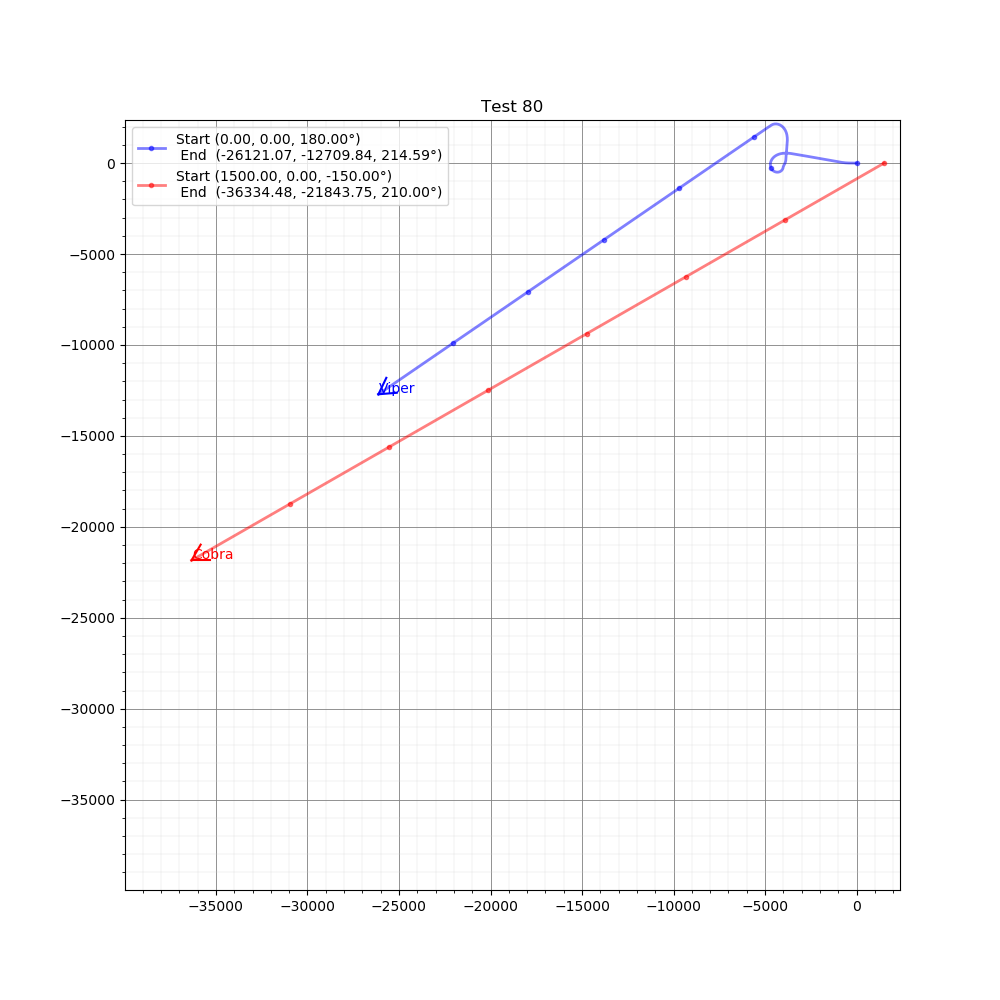 Test 80
Start (0.00, 0.00, 180.00°)
End  (-26121.07, -12709.84, 214.59°)
Start (1500.00, 0.00, -150.00°)
End  (-36334.48, -21843.75, 210.00°)
0
−5000
−10000
−15000
−20000
−25000
−30000
−35000
Viper
Cobra
−35000
−30000
−25000
−20000
−15000
−10000
−5000
0